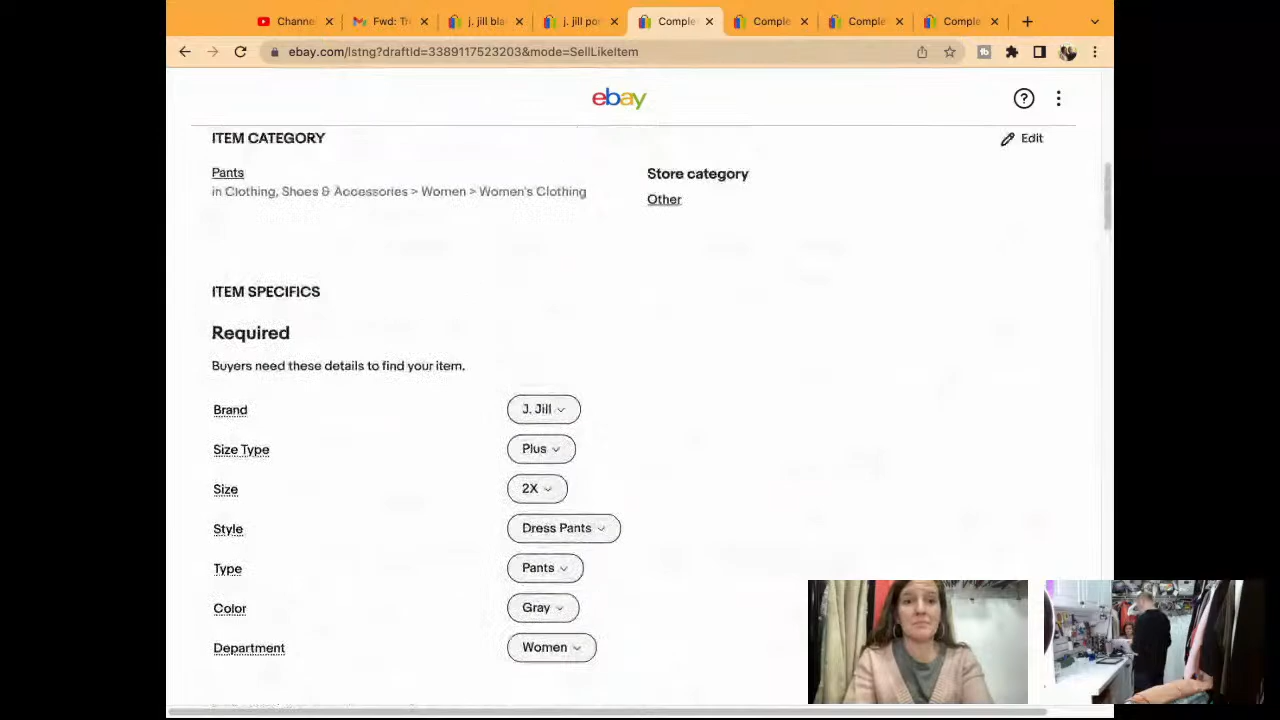 Channe
Fwd: Tr
j. jill bla
j. jill po
Comple
Comple
Comple
Comple
ebay.com/lstng?draftId=3389117523203&mode=SellLikeItem
ebay
ITEM CATEGORY
Edit
Pants
in Clothing, Shoes & Accessories > Women > Women's Clothing
Store category
Other
ITEM SPECIFICS
Required
Buyers need these details to find your item.
Brand
J. Jill
Size Type
Plus
Size
2X
Style
Dress Pants
Type
Pants
Color
Gray
Department
Women